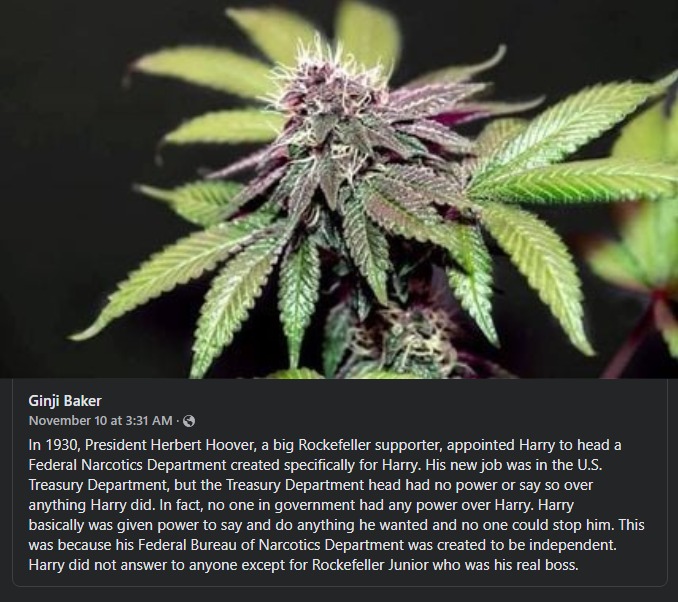 Ginji Baker
November 10 at 3:31 AM ·
In 1930, President Herbert Hoover, a big Rockefeller supporter, appointed Harry to head a
Federal Narcotics Department created specifically for Harry. His new job was in the U.S.
Treasury Department, but the Treasury Department head had no power or say so over
anything Harry did. In fact, no one in government had any power over Harry. Harry
basically was given power to say and do anything he wanted and no one could stop him. This
was because his Federal Bureau of Narcotics Department was created to be independent.
Harry did not answer to anyone except for Rockefeller Junior who was his real boss.